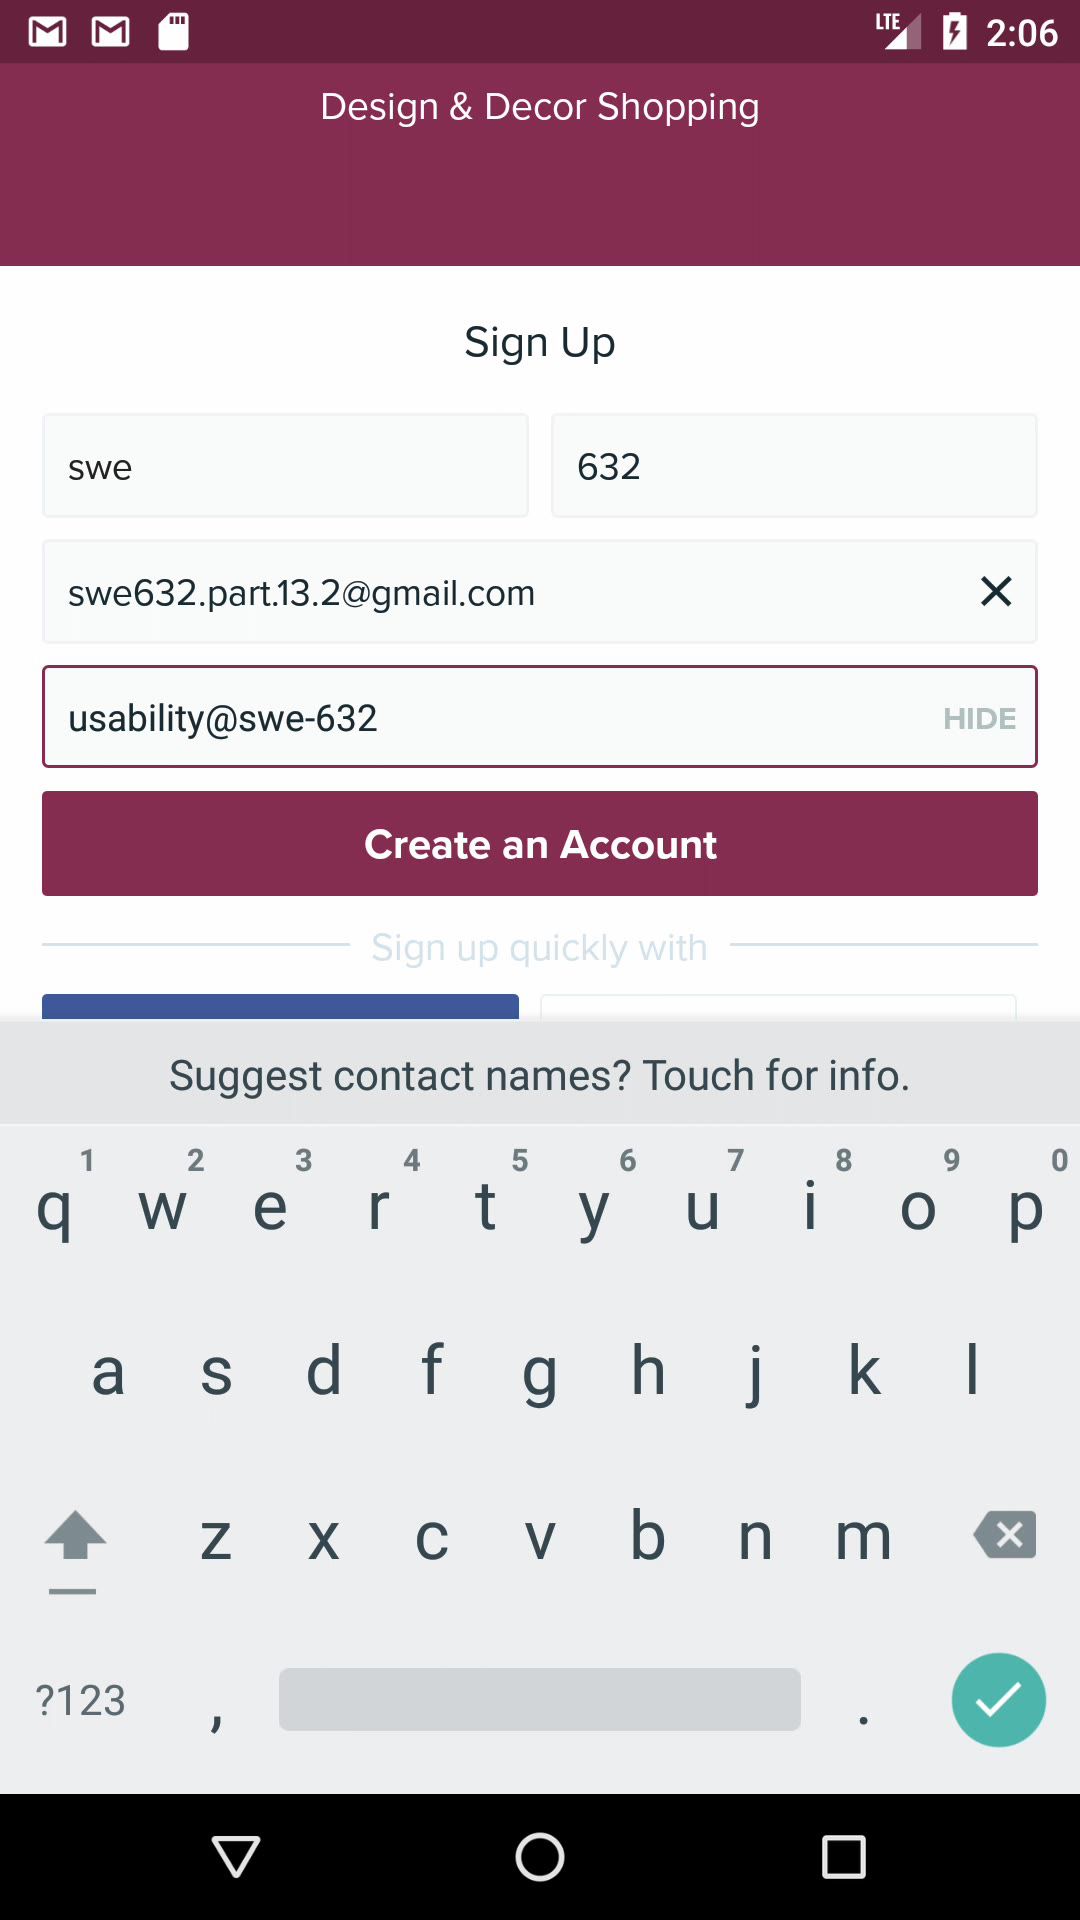 LTE 2:06
Design & Decor Shopping
Sign Up
swe 632
swe632.part.13.2@gmail.com
usability@swe-632 HIDE
Create an Account
Sign up quickly with
Suggest contact names? Touch for info.
1 2 3 4 5 6 7 8 9 0
q w e r t y u i o p
a s d f g h j k l
z x c v b n m
?123 , .